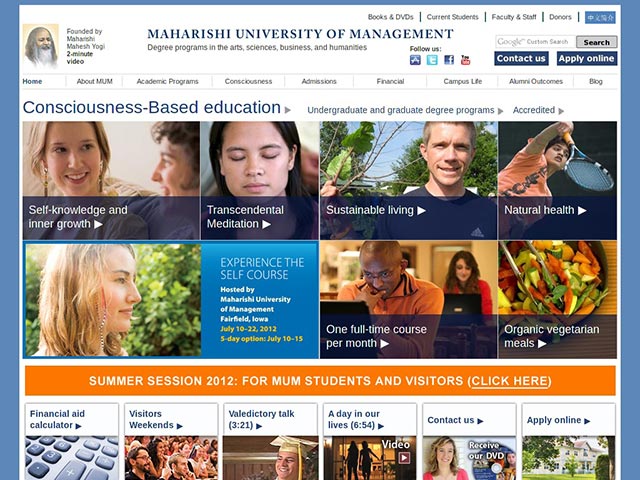 Books & DVDs
Current Students
Faculty & Staff
Donors
中文简介
Founded by
Maharishi
Mahesh Yogi
2-minute
video
MAHARISHI UNIVERSITY OF MANAGEMENT
Degree programs in the arts, sciences, business, and humanities
Follow us:
Google™ Custom Search
Search
Contact us
Apply online
Home
About MUM
Academic Programs
Consciousness
Admissions
Financial
Campus Life
Alumni Outcomes
Blog
Consciousness-Based education ▶
Undergraduate and graduate degree programs ▶
Accredited ▶
Self-knowledge and
inner growth ▶
Transcendental
Meditation ▶
Sustainable living ▶
Natural health ▶
EXPERIENCE THE
SELF COURSE
Hosted by
Maharishi University
of Management
Fairfield, Iowa
July 10–22, 2012
5-day option: July 10–15
One full-time course
per month ▶
Organic vegetarian
meals ▶
SUMMER SESSION 2012: FOR MUM STUDENTS AND VISITORS (CLICK HERE)
Financial aid
calculator ▶
Visitors
Weekends ▶
Valedictory talk
(3:21) ▶
A day in our
lives (6:54) ▶
Video
Contact us ▶
Receive
our DVD
Apply online ▶